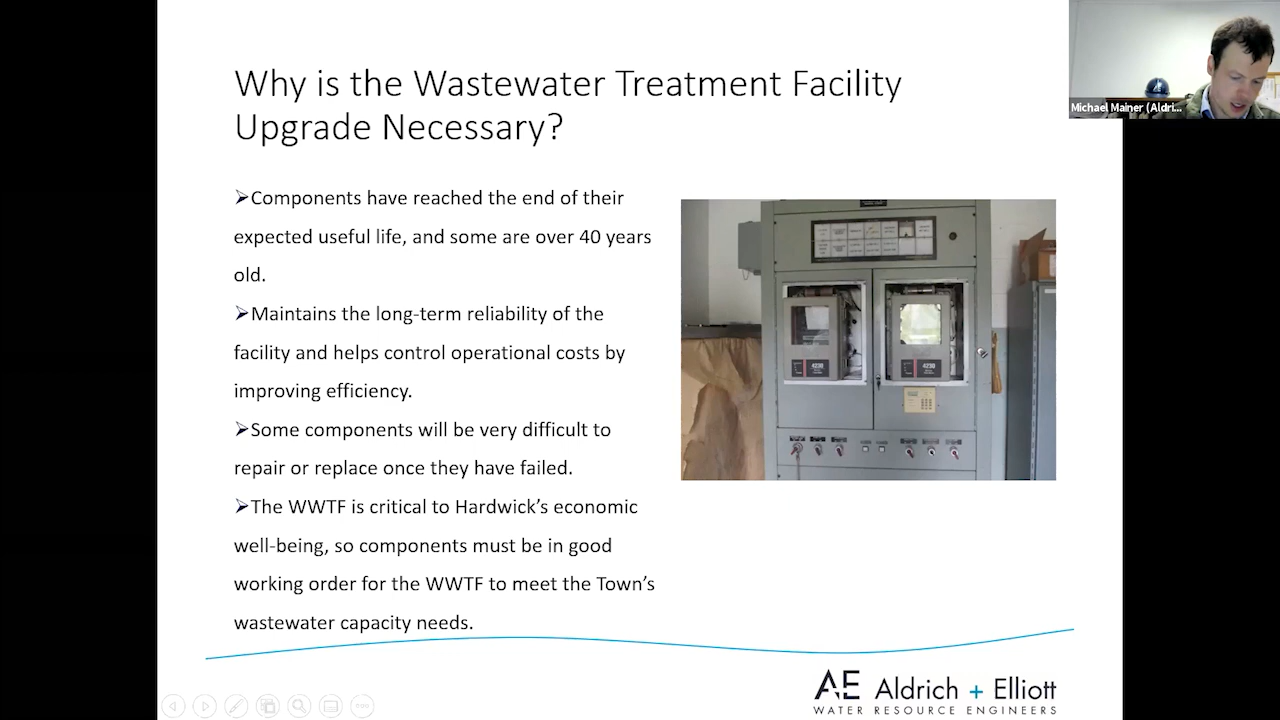 Why is the Wastewater Treatment Facility
Upgrade Necessary?
Michael Mainer (Aldri...
➢Components have reached the end of their
expected useful life, and some are over 40 years
old.
➢Maintains the long-term reliability of the
facility and helps control operational costs by
improving efficiency.
➢Some components will be very difficult to
repair or replace once they have failed.
➢The WWTF is critical to Hardwick’s economic
well-being, so components must be in good
working order for the WWTF to meet the Town’s
wastewater capacity needs.
4230
4230
AE Aldrich + Elliott
WATER RESOURCE ENGINEERS